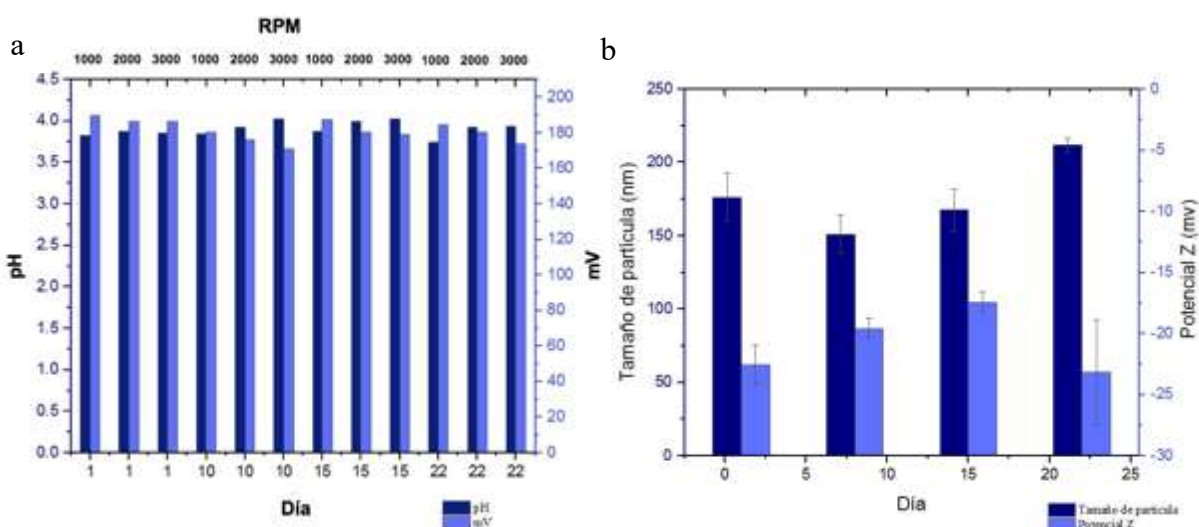 a
RPM
1000 2000 3000 1000 2000 3000 1000 2000 3000 1000 2000 3000
4.5
4.0
3.5
3.0
2.5
2.0
1.5
1.0
0.5
0.0
pH
200
180
160
140
120
100
80
60
40
20
0
mV
1 1 1 10 10 10 15 15 15 22 22 22
Día
pH
mV
b
250
200
150
100
50
0
Tamaño de partícula (nm)
0
-5
-10
-15
-20
-25
-30
Potencial Z (mv)
0 5 10 15 20 25
Día
Tamaño de partícula
Potencial Z